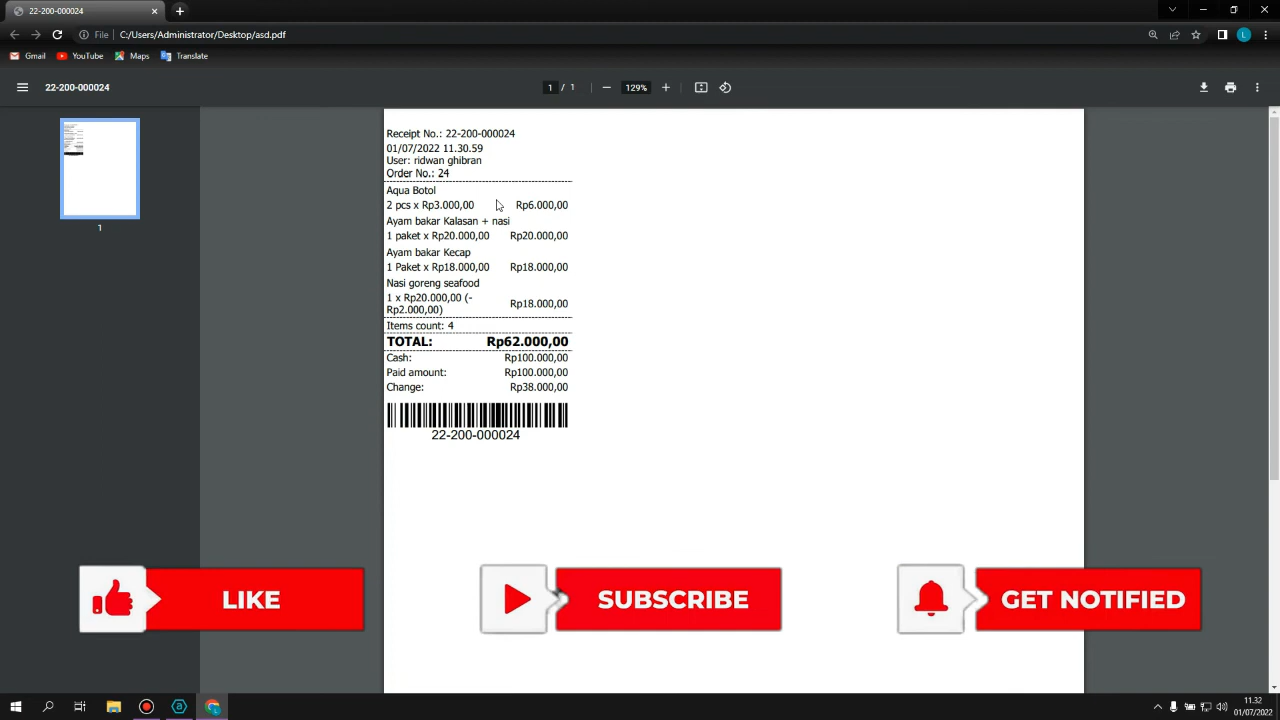 22-200-000024
File
C:/Users/Administrator/Desktop/asd.pdf
L
Gmail
YouTube
Maps
Translate
22-200-000024
1 / 1
129%
1
Receipt No.: 22-200-000024
01/07/2022 11.30.59
User: ridwan ghibran
Order No.: 24
Aqua Botol
2 pcs x Rp3.000,00 Rp6.000,00
Ayam bakar Kalasan + nasi
1 paket x Rp20.000,00 Rp20.000,00
Ayam bakar Kecap
1 Paket x Rp18.000,00 Rp18.000,00
Nasi goreng seafood
1 x Rp20.000,00 (-
Rp2.000,00) Rp18.000,00
Items count: 4
TOTAL: Rp62.000,00
Cash: Rp100.000,00
Paid amount: Rp100.000,00
Change: Rp38.000,00
22-200-000024
LIKE
SUBSCRIBE
GET NOTIFIED
11.32
01/07/2022